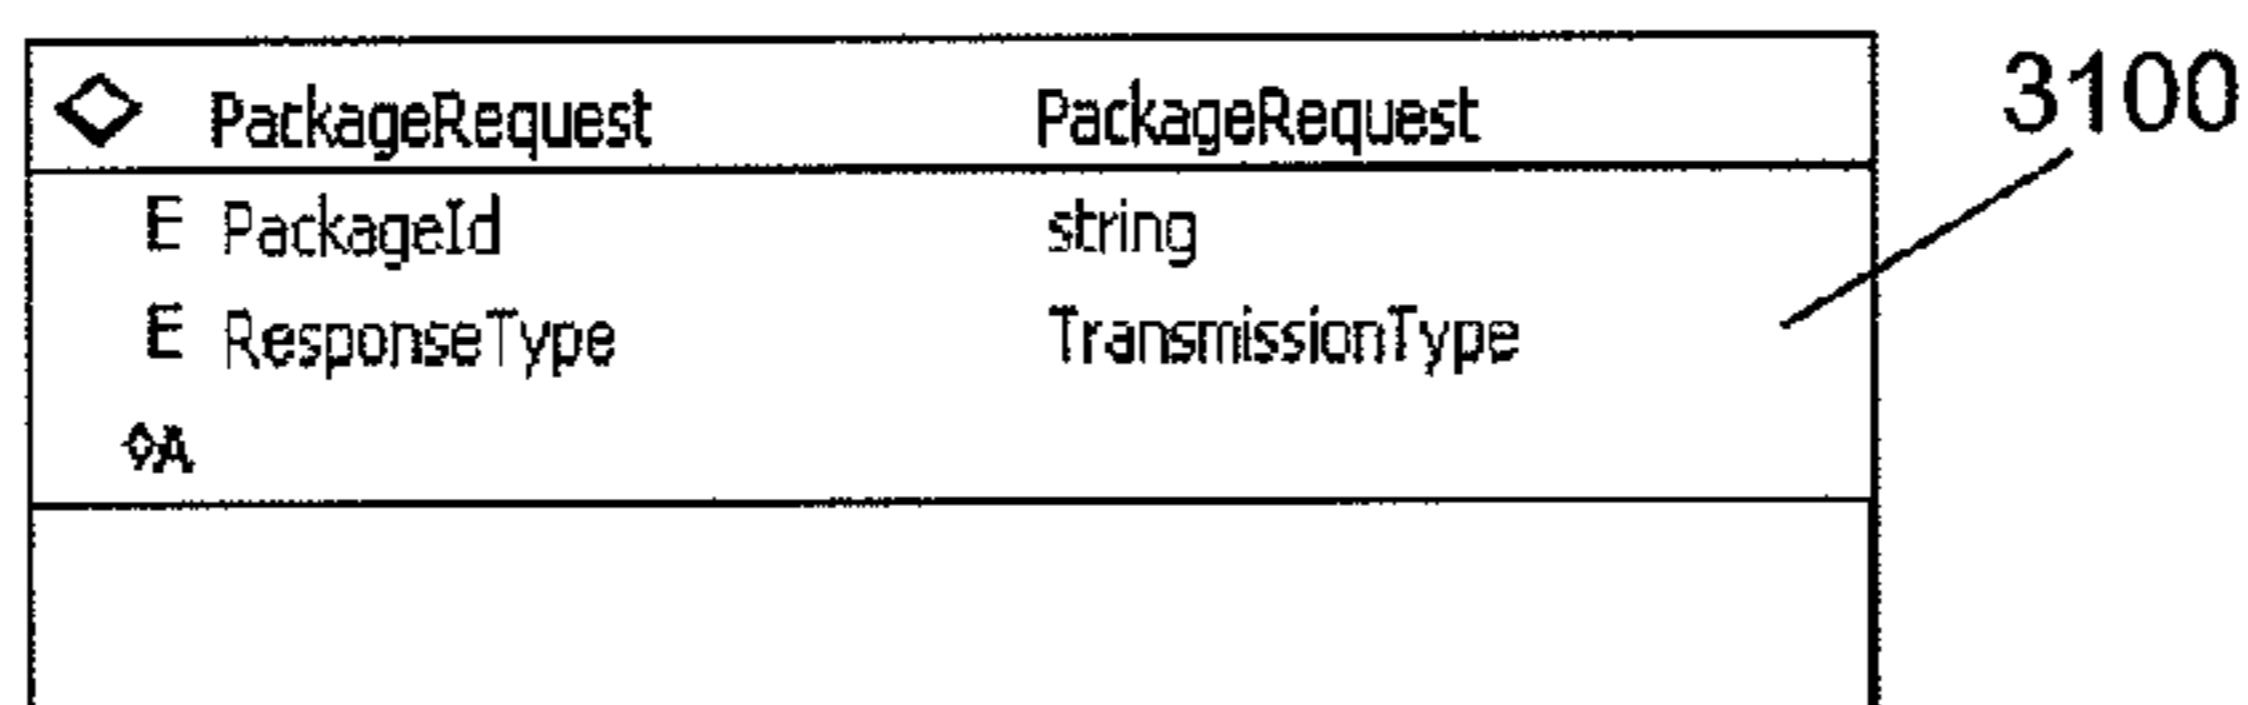 PackageRequest PackageRequest 3100
E PackageId string
E ResponseType TransmissionType
A